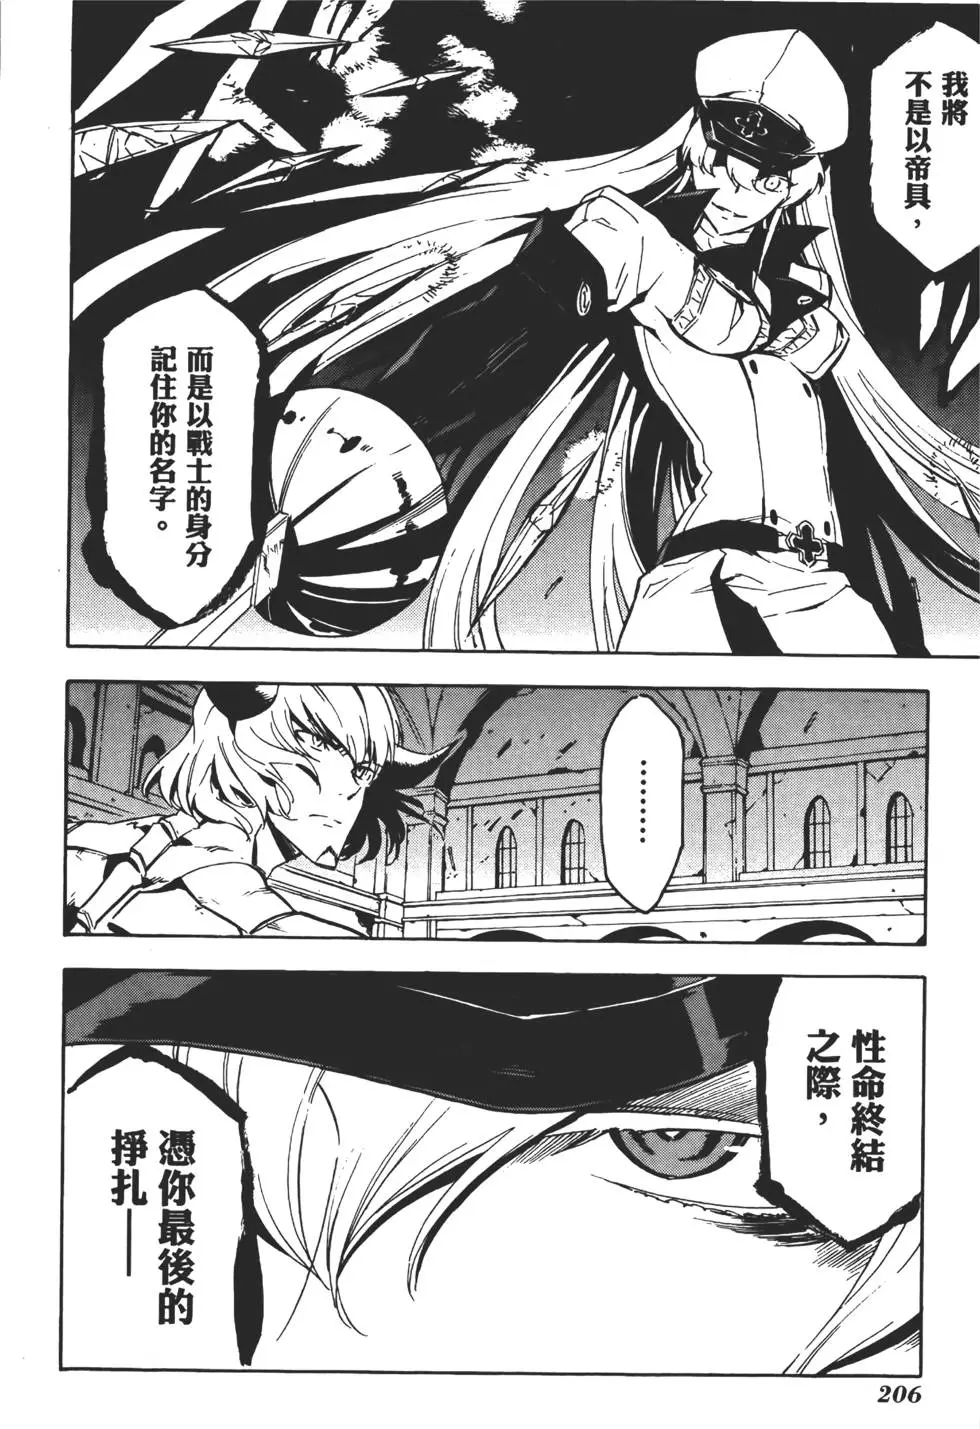 我將
不是以帝具，
而是以戰士的身分
記住你的名字。
………
性命終結
之際，
憑你最後的
掙扎——
206